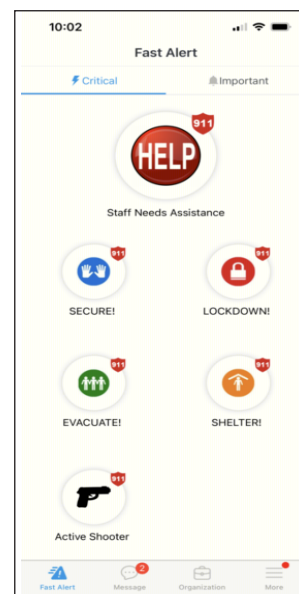 10:02
Fast Alert
Critical
Important
911
HELP
Staff Needs Assistance
911
911
SECURE!
LOCKDOWN!
911
911
EVACUATE!
SHELTER!
911
Active Shooter
2
Fast Alert
Message
Organization
More